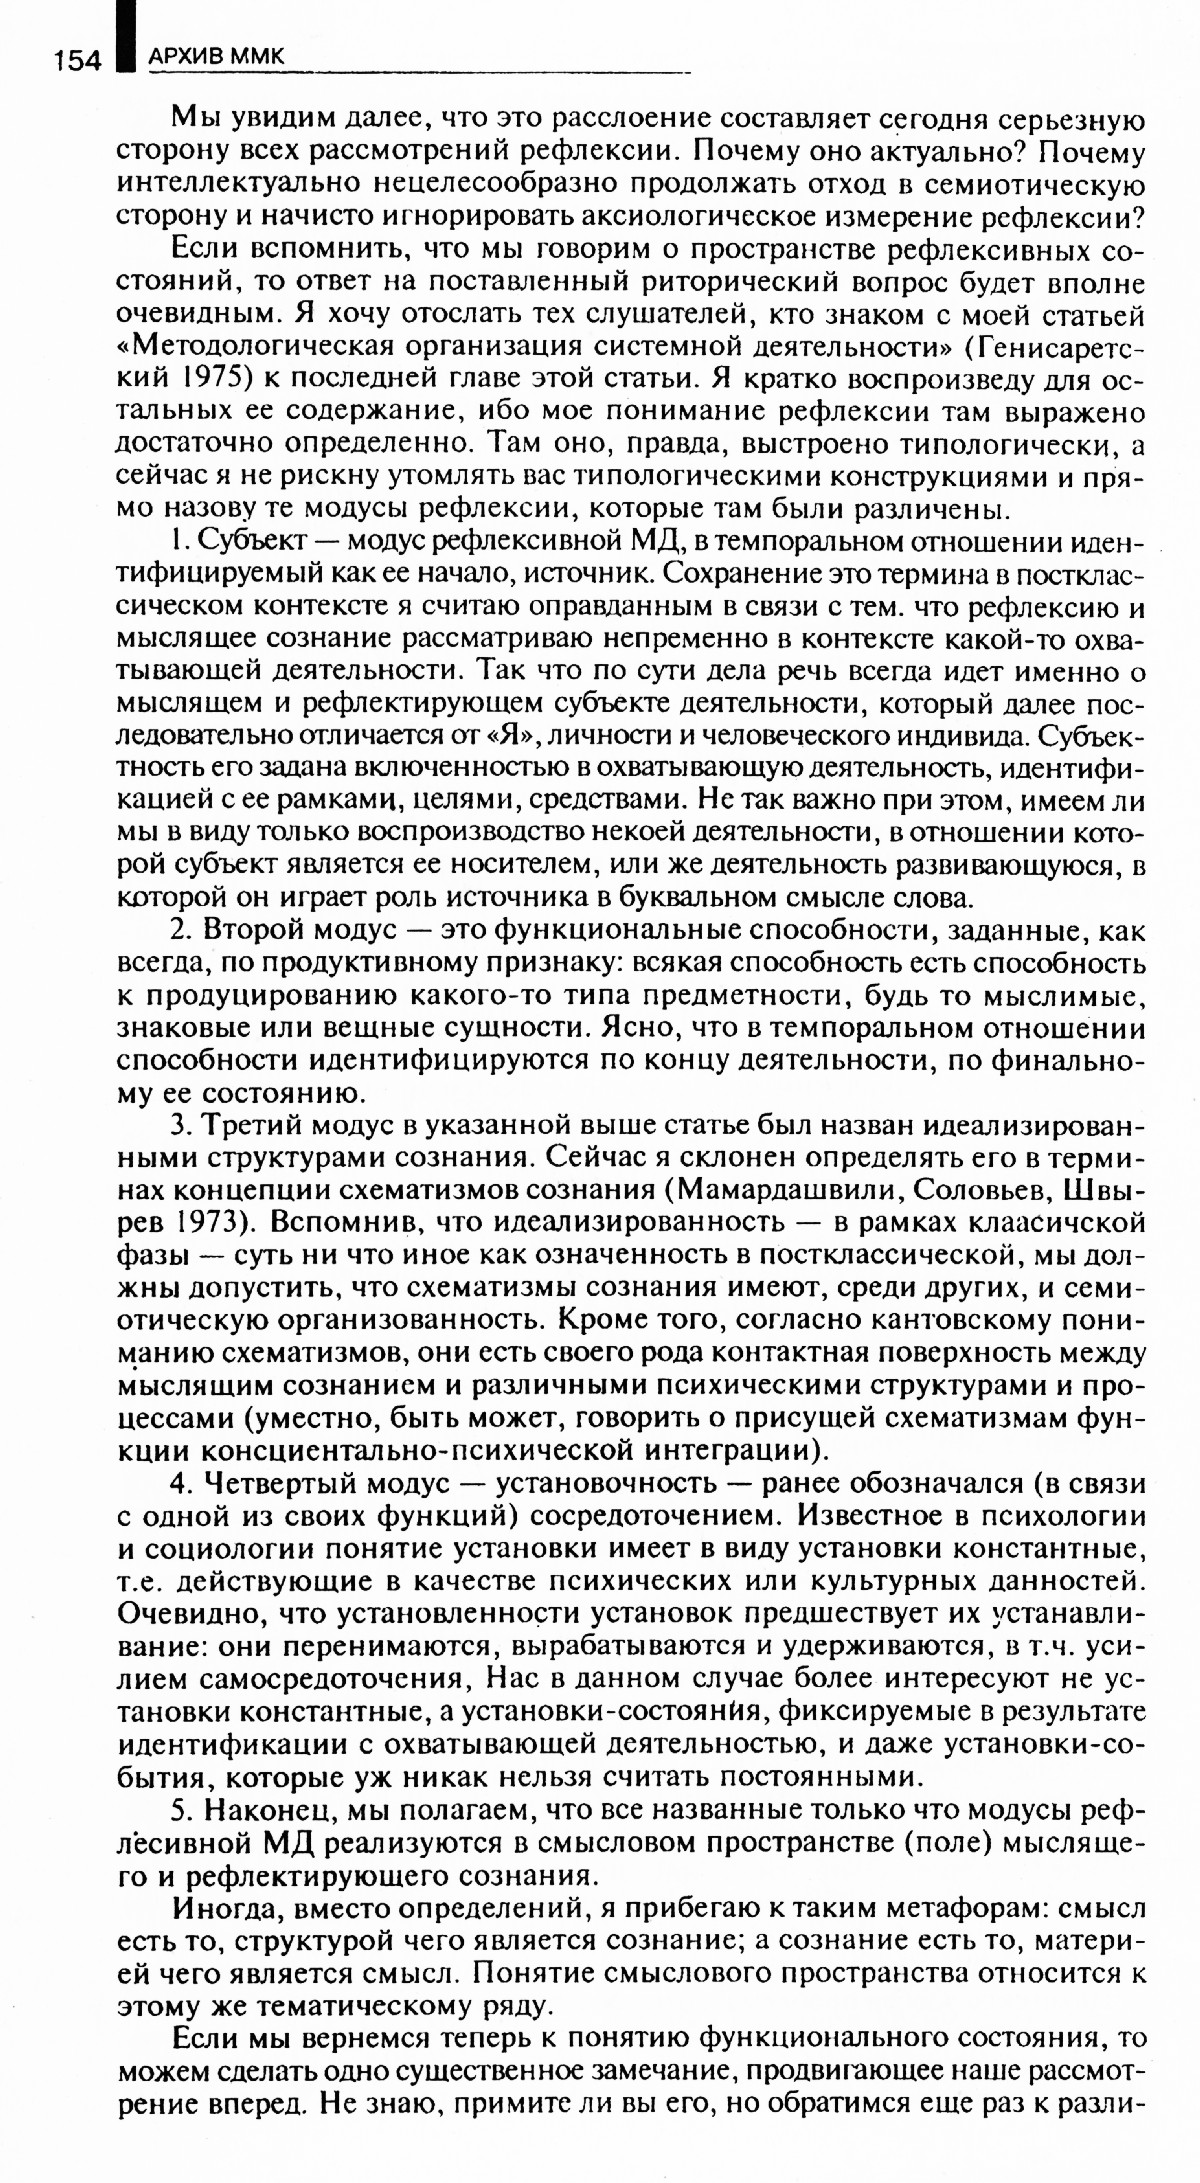 154 АРХИВ ММК
Мы увидим далее, что это расслоение составляет сегодня серьезную
сторону всех рассмотрений рефлексии. Почему оно актуально? Почему
интеллектуально нецелесообразно продолжать отход в семиотическую
сторону и начисто игнорировать аксиологическое измерение рефлексии?
Если вспомнить, что мы говорим о пространстве рефлексивных со-
стояний, то ответ на поставленный риторический вопрос будет вполне
очевидным. Я хочу отослать тех слушателей, кто знаком с моей статьей
«Методологическая организация системной деятельности» (Генисаретс-
кий 1975) к последней главе этой статьи. Я кратко воспроизведу для ос-
тальных ее содержание, ибо мое понимание рефлексии там выражено
достаточно определенно. Там оно, правда, выстроено типологически, а
сейчас я не рискну утомлять вас типологическими конструкциями и пря-
мо назову те модусы рефлексии, которые там были различены.
1. Субъект — модус рефлексивной МД, в темпоральном отношении иден-
тифицируемый как ее начало, источник. Сохранение это термина в постклас-
сическом контексте я считаю оправданным в связи с тем. что рефлексию и
мыслящее сознание рассматриваю непременно в контексте какой-то охва-
тывающей деятельности. Так что по сути дела речь всегда идет именно о
мыслящем и рефлектирующем субъекте деятельности, который далее пос-
ледовательно отличается от «Я», личности и человеческого индивида. Субъек-
тность его задана включенностью в охватывающую деятельность, идентифи-
кацией с ее рамками, целями, средствами. Не так важно при этом, имеем ли
мы в виду только воспроизводство некоей деятельности, в отношении кото-
рой субъект является ее носителем, или же деятельность развивающуюся, в
которой он играет роль источника в буквальном смысле слова.
2. Второй модус — это функциональные способности, заданные, как
всегда, по продуктивному признаку: всякая способность есть способность
к продуцированию какого-то типа предметности, будь то мыслимые,
знаковые или вещные сущности. Ясно, что в темпоральном отношении
способности идентифицируются по концу деятельности, по финально-
му ее состоянию.
3. Третий модус в указанной выше статье был назван идеализирован-
ными структурами сознания. Сейчас я склонен определять его в терми-
нах концепции схематизмов сознания (Мамардашвили, Соловьев, Швы-
рев 1973). Вспомнив, что идеализированность — в рамках клаасичской
фазы — суть ни что иное как означенность в постклассической, мы дол-
жны допустить, что схематизмы сознания имеют, среди других, и семи-
отическую организованность. Кроме того, согласно кантовскому пони-
манию схематизмов, они есть своего рода контактная поверхность между
мыслящим сознанием и различными психическими структурами и про-
цессами (уместно, быть может, говорить о присущей схематизмам фун-
кции консциентально-психической интеграции).
4. Четвертый модус — установочность — ранее обозначался (в связи
с одной из своих функций) сосредоточением. Известное в психологии
и социологии понятие установки имеет в виду установки константные,
т.е. действующие в качестве психических или культурных данностей.
Очевидно, что установленности установок предшествует их устанавли-
вание: они перенимаются, вырабатываются и удерживаются, в т.ч. уси-
лием самосредоточения, Нас в данном случае более интересуют не ус-
тановки константные, а установки-состояния, фиксируемые в результате
идентификации с охватывающей деятельностью, и даже установки-со-
бытия, которые уж никак нельзя считать постоянными.
5. Наконец, мы полагаем, что все названные только что модусы реф-
лесивной МД реализуются в смысловом пространстве (поле) мысляще-
го и рефлектирующего сознания.
Иногда, вместо определений, я прибегаю к таким метафорам: смысл
есть то, структурой чего является сознание; а сознание есть то, матери-
ей чего является смысл. Понятие смыслового пространства относится к
этому же тематическому ряду.
Если мы вернемся теперь к понятию функционального состояния, то
можем сделать одно существенное замечание, продвигающее наше рассмот-
рение вперед. Не знаю, примите ли вы его, но обратимся еще раз к разли-